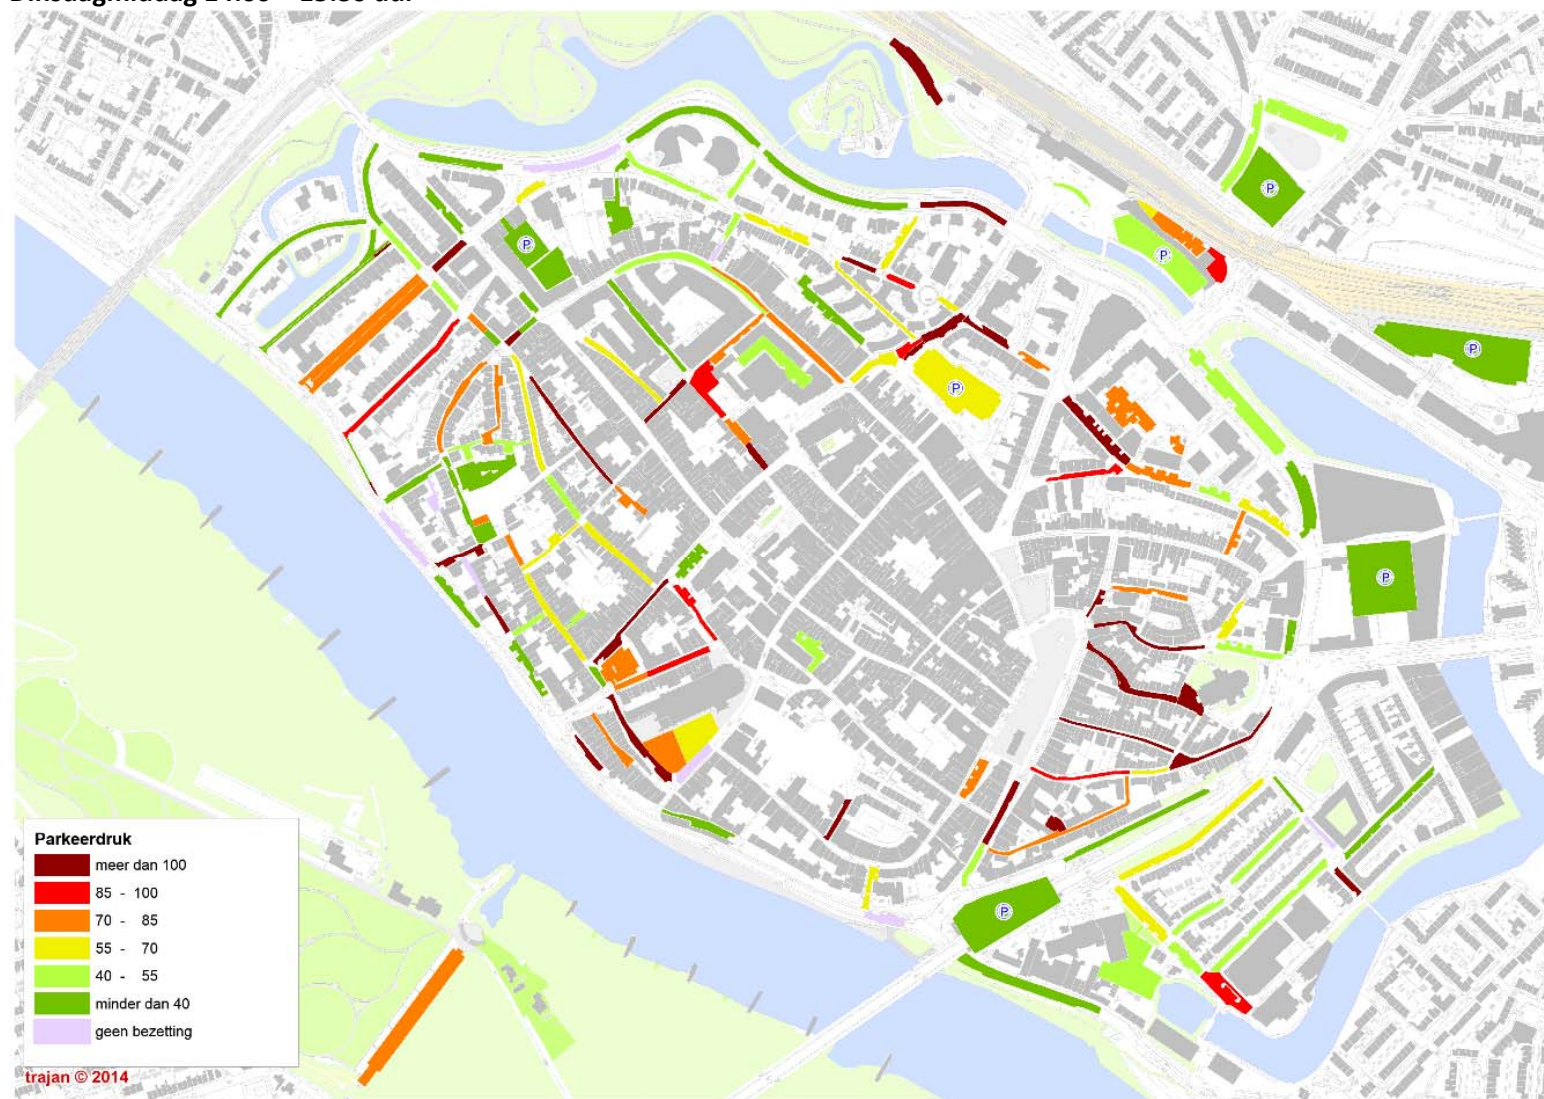 P
P
P
P
P
P
P
Parkeerdruk
meer dan 100
85 - 100
70 - 85
55 - 70
40 - 55
minder dan 40
geen bezetting
trajan © 2014